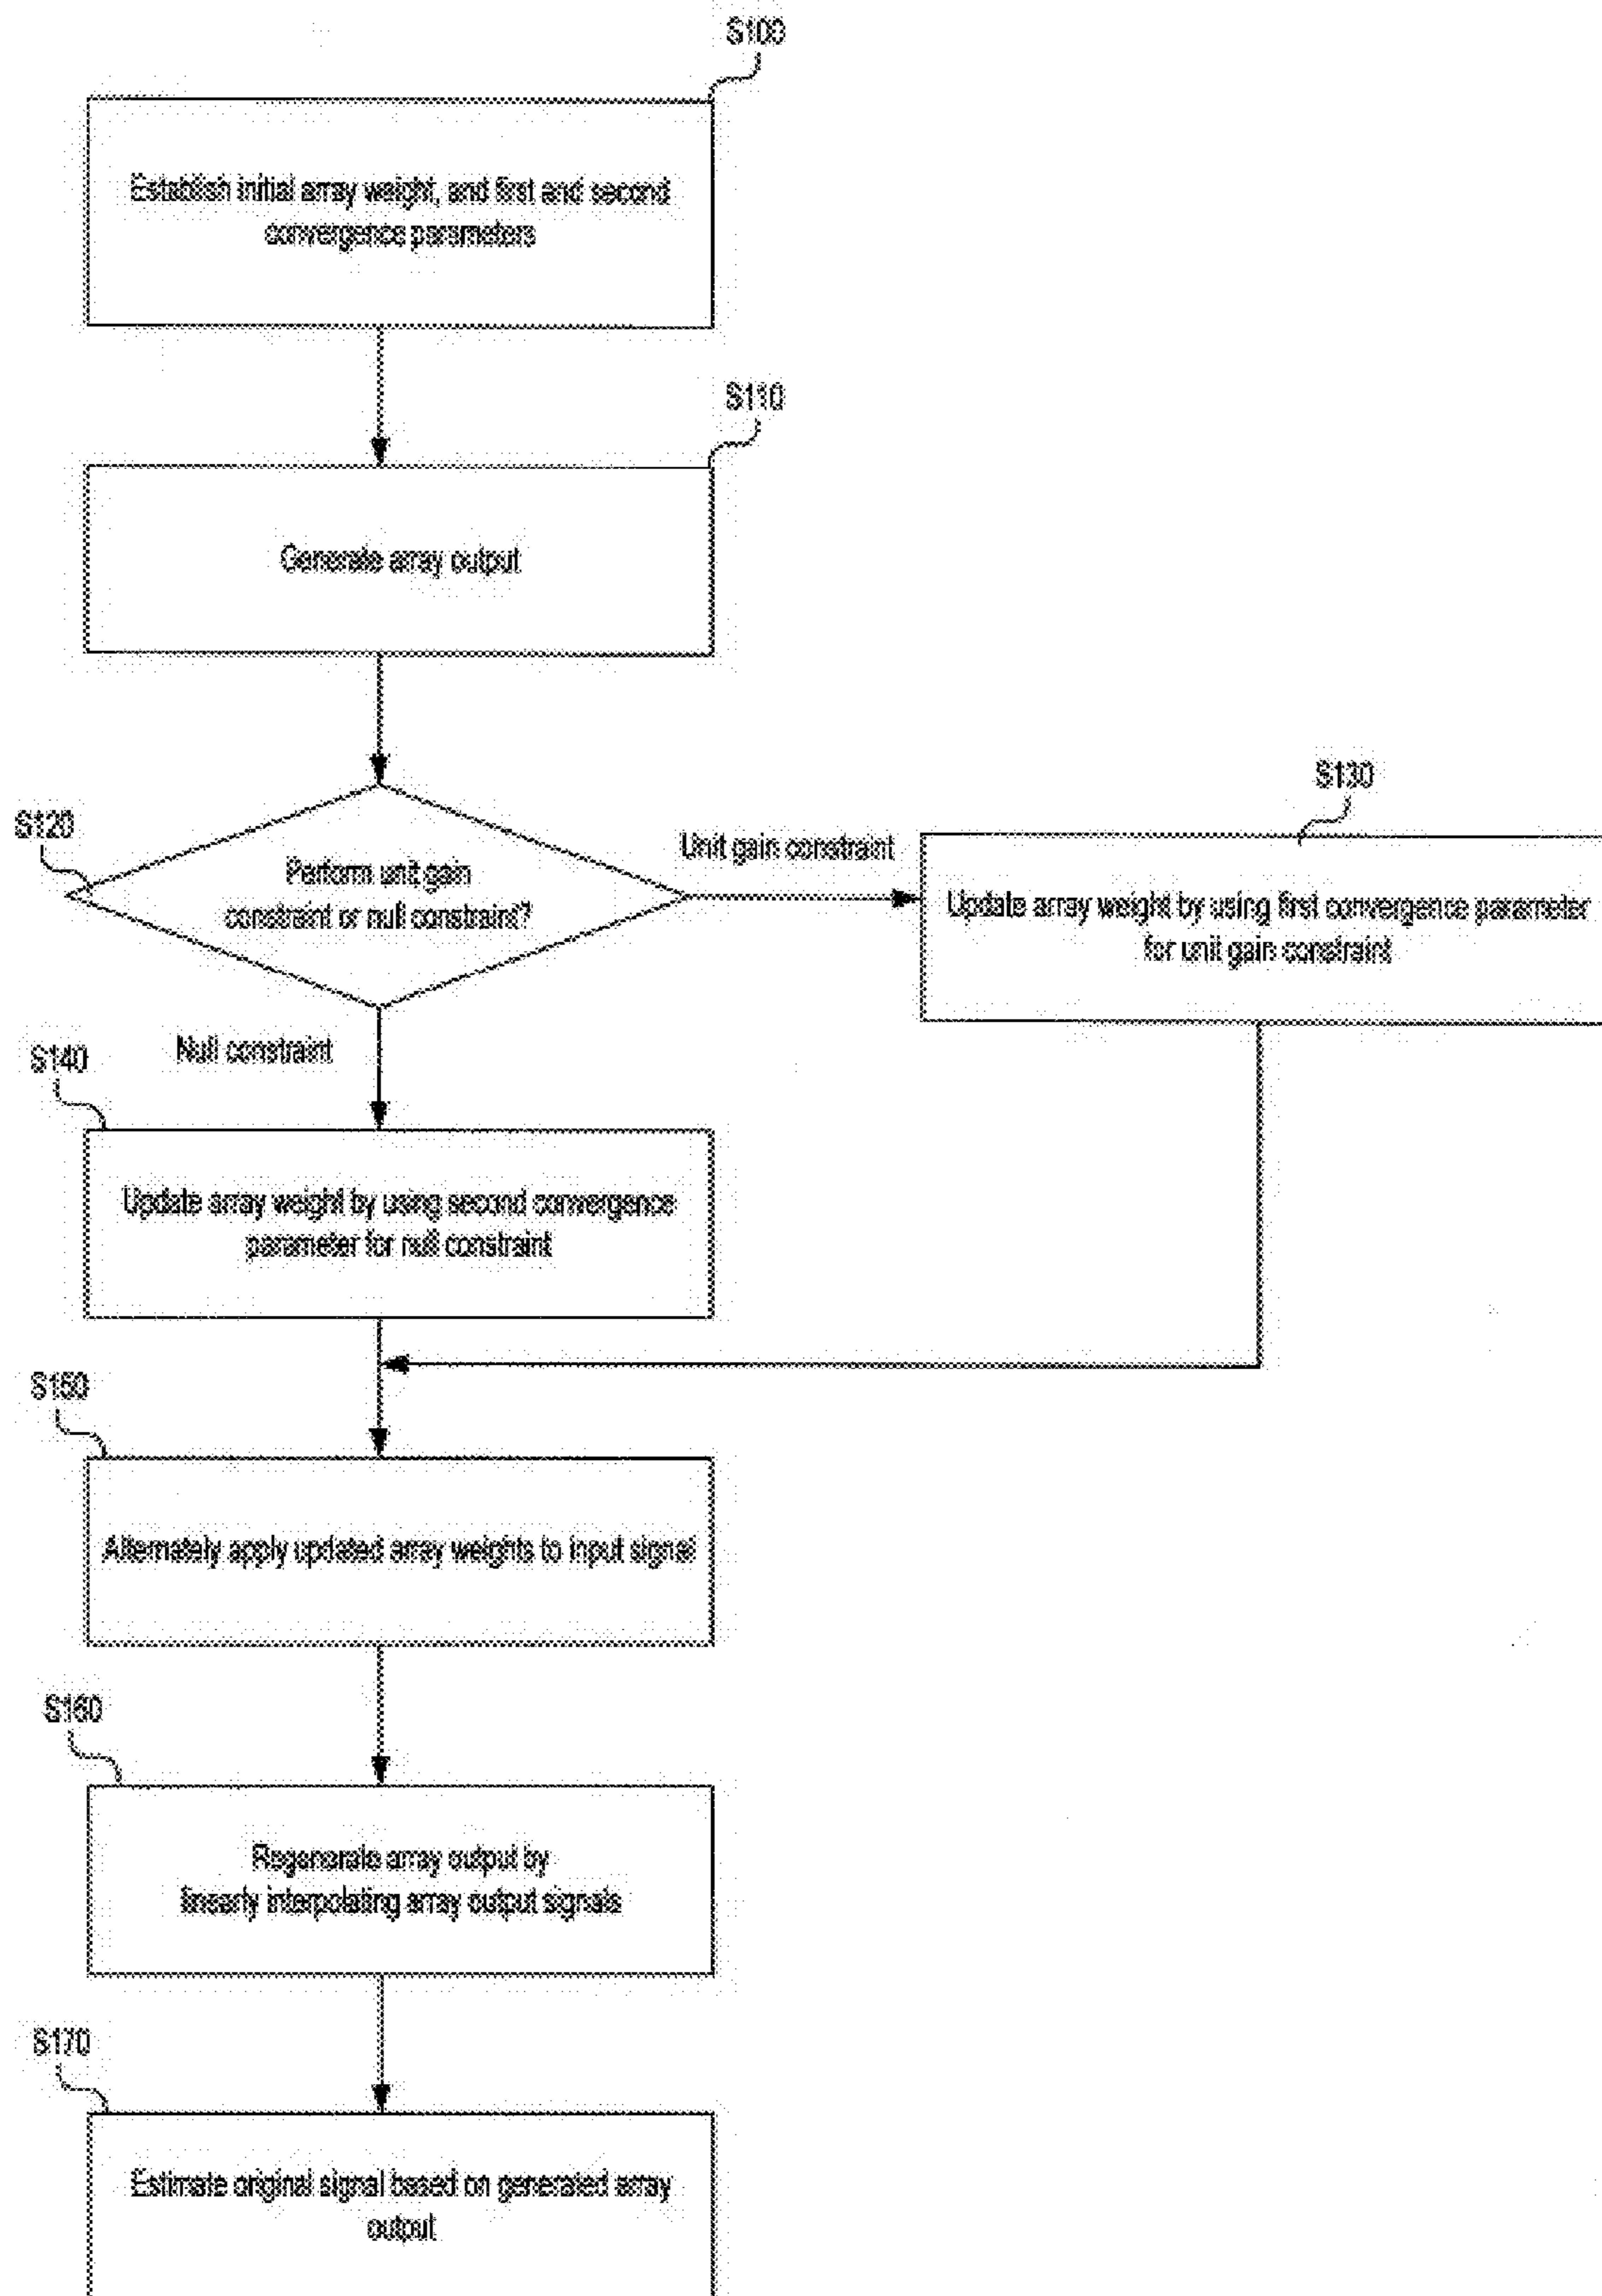 S100
Establish initial array weight, and first and second
convergence parameters
S110
Generate array output
S120
Perform unit gain
constraint or null constraint?
Unit gain constraint
S130
Update array weight by using first convergence parameter
for unit gain constraint
Null constraint
S140
Update array weight by using second convergence
parameter for null constraint
S150
Alternately apply updated array weights to input signal
S160
Regenerate array output by
linearly interpolating array output signals
S170
Estimate original signal based on generated array
output